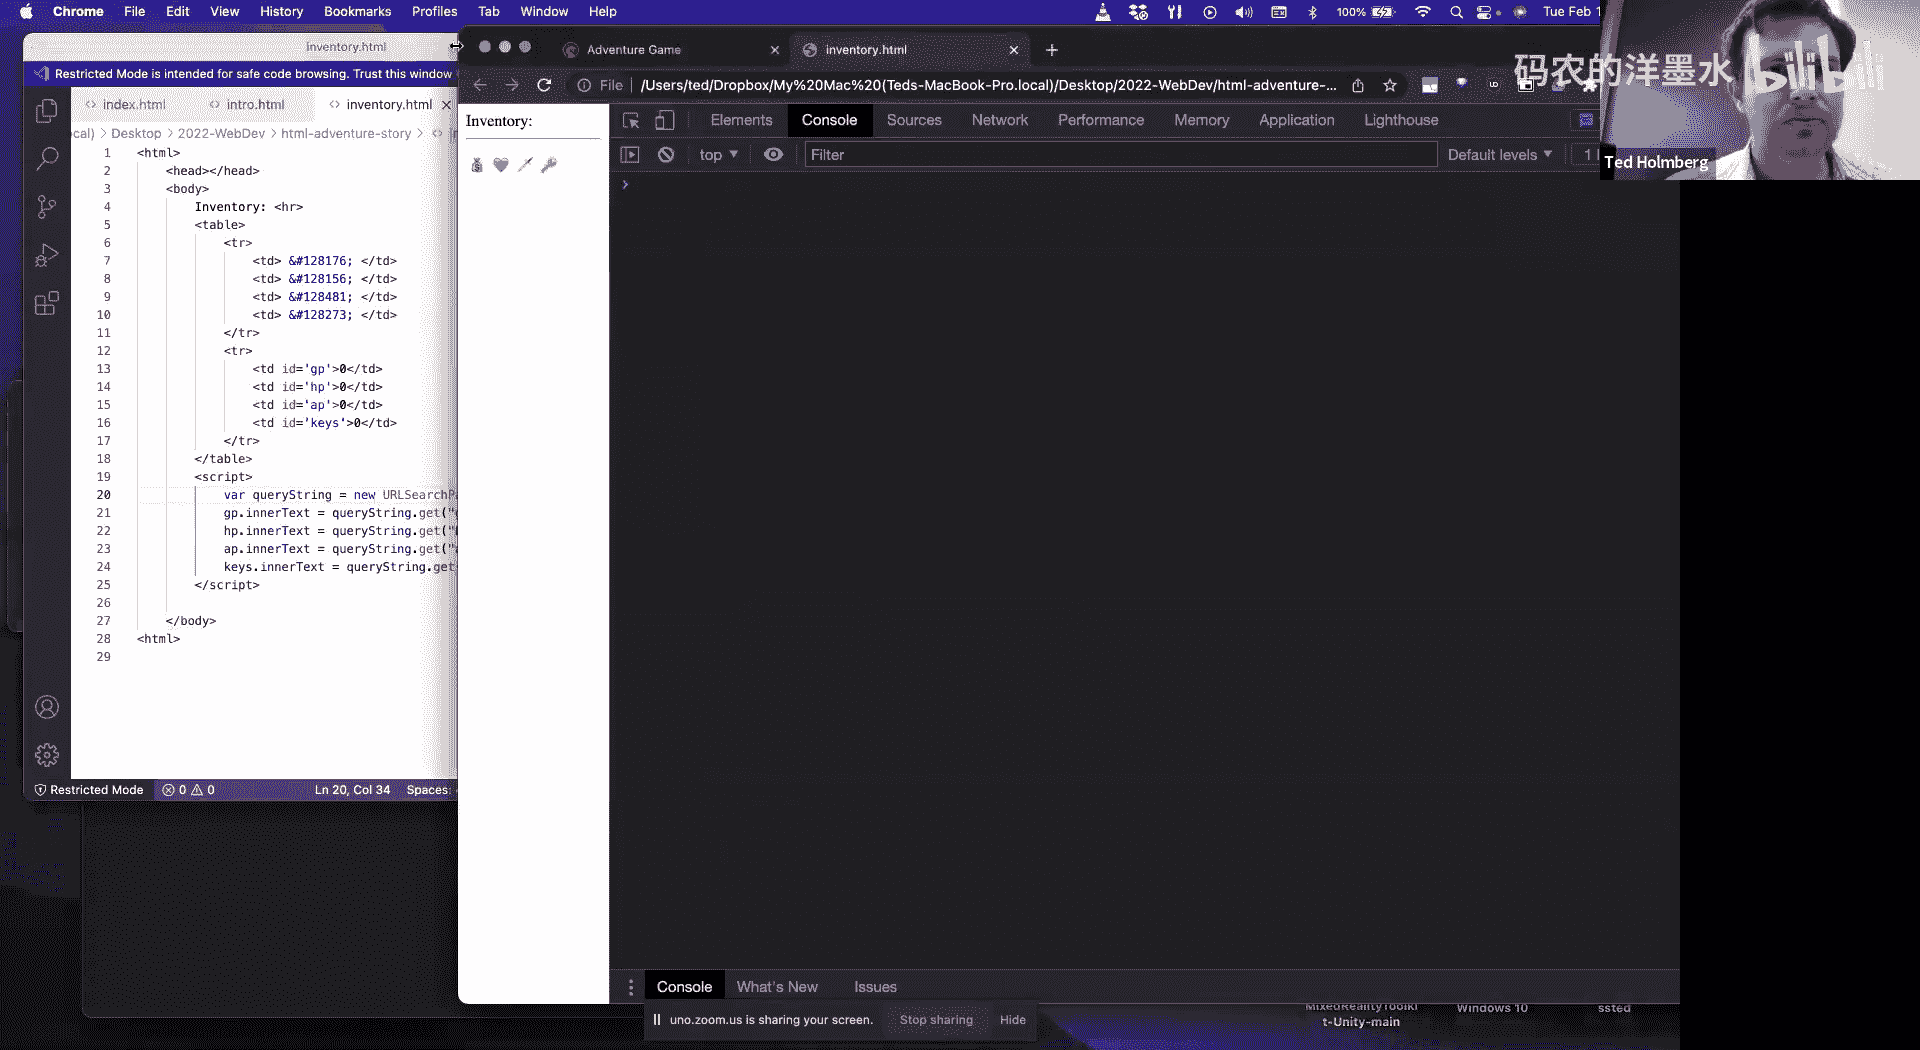 Chrome File Edit View History Bookmarks Profiles Tab Window Help 100% Tue Feb 1
码农的洋墨水 bilibili
Ted Holmberg
inventory.html
Restricted Mode is intended for safe code browsing. Trust this window
index.html intro.html inventory.html
ocal) > Desktop > 2022-WebDev > html-adventure-story >
1 <html>
2 <head></head>
3 <body>
4 Inventory: <hr>
5 <table>
6 <tr>
7 <td> &#128176; </td>
8 <td> &#128156; </td>
9 <td> &#128481; </td>
10 <td> &#128273; </td>
11 </tr>
12 <tr>
13 <td id='gp'>0</td>
14 <td id='hp'>0</td>
15 <td id='ap'>0</td>
16 <td id='keys'>0</td>
17 </tr>
18 </table>
19 <script>
20 var queryString = new URLSearchPa
21 gp.innerText = queryString.get("
22 hp.innerText = queryString.get("
23 ap.innerText = queryString.get("a
24 keys.innerText = queryString.get
25 </script>
26
27 </body>
28 <html>
29
Restricted Mode 0 0 Ln 20, Col 34 Spaces:
Adventure Game inventory.html
File /Users/ted/Dropbox/My%20Mac%20(Teds-MacBook-Pro.local)/Desktop/2022-WebDev/html-adventure-...
Inventory:
Elements Console Sources Network Performance Memory Application Lighthouse
top Filter Default levels 1
Console What's New Issues
uno.zoom.us is sharing your screen. Stop sharing Hide
MixedRealityToolki
t-Unity-main
Windows 10
ssted